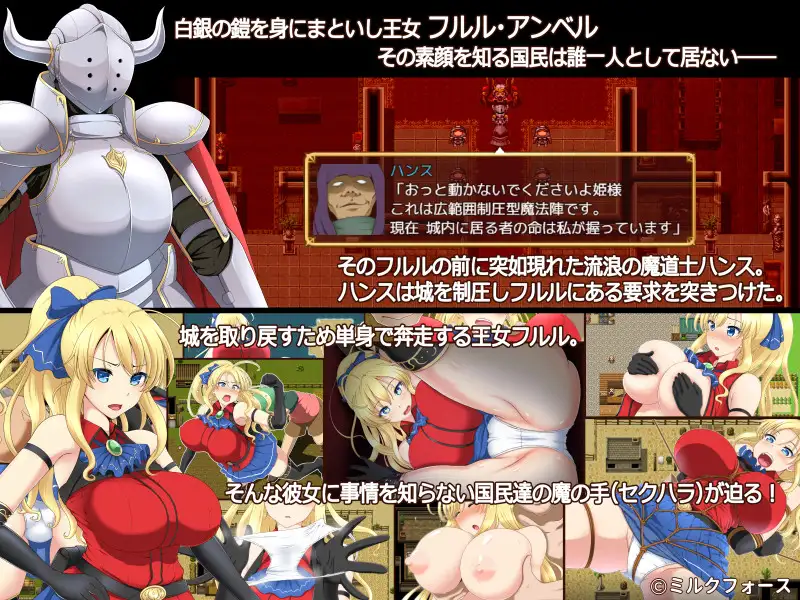 白銀の鎧を身にまといし王女 フルル・アンベル
その素顔を知る国民は誰一人として居ない――
ハンス
「おっと動かないでくださいよ姫様
これは広範囲制圧型魔法陣です。
現在 城内に居る者の命は私が握っています」
そのフルルの前に突如現れた流浪の魔道士ハンス。
ハンスは城を制圧しフルルにある要求を突きつけた。
城を取り戻すため単身で奔走する王女フルル。
そんな彼女に事情を知らない国民達の魔の手(セクハラ)が迫る！
©ミルクフォース